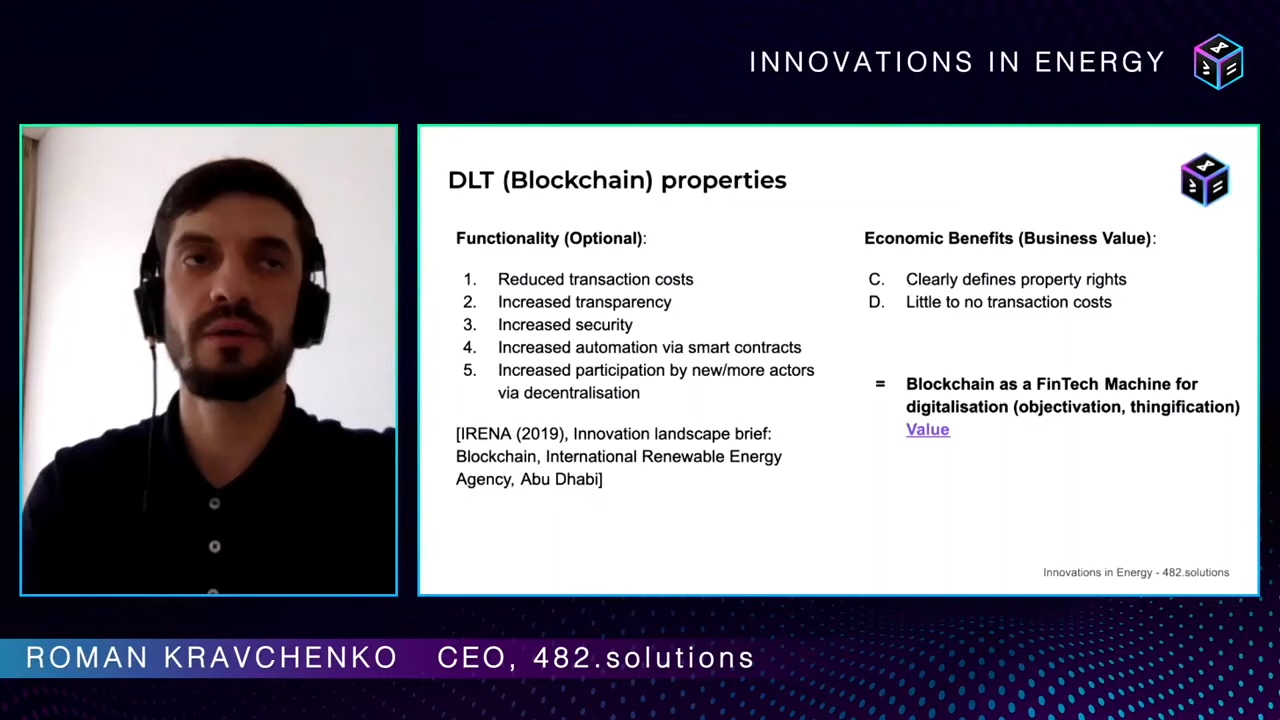 INNOVATIONS IN ENERGY
DLT (Blockchain) properties
Functionality (Optional):
1. Reduced transaction costs
2. Increased transparency
3. Increased security
4. Increased automation via smart contracts
5. Increased participation by new/more actors
via decentralisation
[IRENA (2019), Innovation landscape brief:
Blockchain, International Renewable Energy
Agency, Abu Dhabi]
Economic Benefits (Business Value):
C. Clearly defines property rights
D. Little to no transaction costs
= Blockchain as a FinTech Machine for
digitalisation (objectivation, thingification)
Value
Innovations in Energy - 482.solutions
ROMAN KRAVCHENKO CEO, 482.solutions